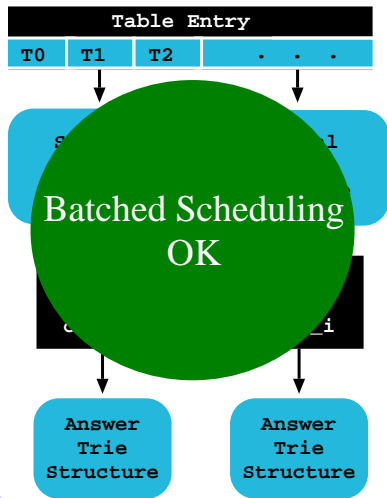 Table Entry
T0 T1 T2 . . .
Batched Scheduling
OK
Answer Answer
Trie Trie
Structure Structure